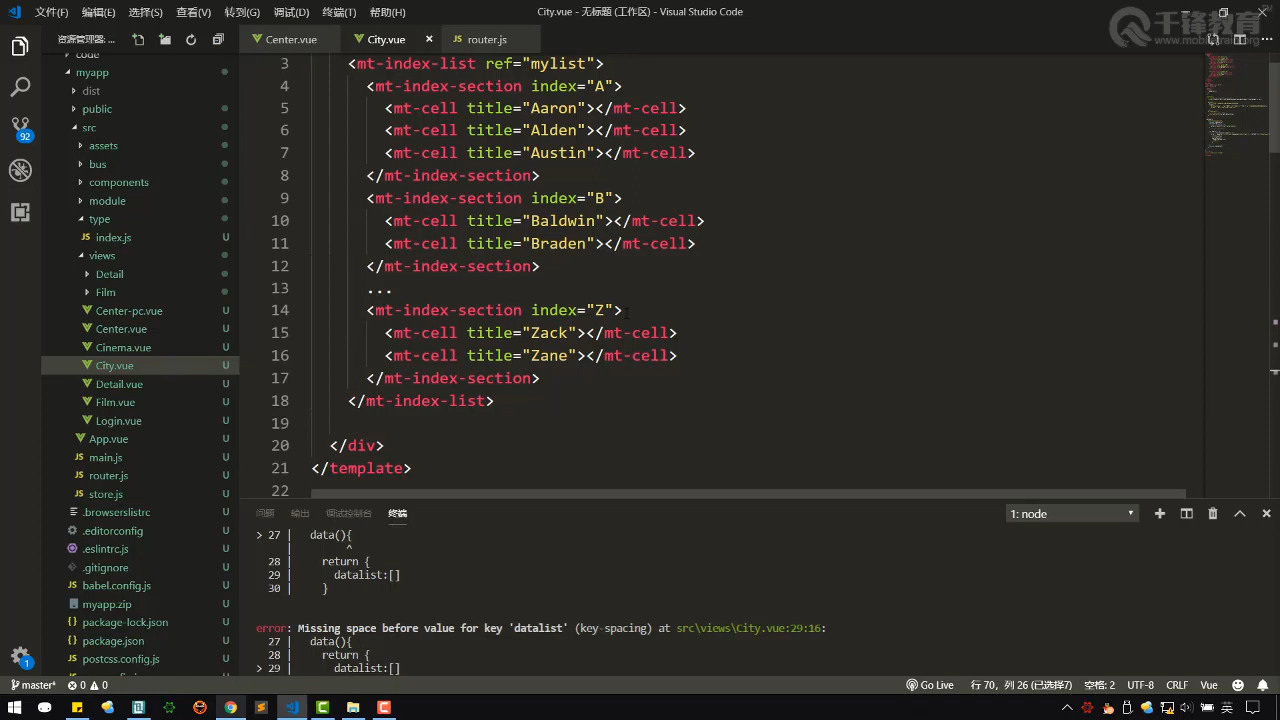 文件(F) 编辑(E) 选择(S) 查看(V) 转到(G) 调试(D) 终端(T) 帮助(H) City.vue - 无标题 (工作区) - Visual Studio Code
千锋教育
www.mobiletrain.org
资源管理器: ...
Center.vue
City.vue
router.js
code
myapp
dist
public
src
assets
bus
components
module
type
index.js U
views
Detail
Film
Center-pc.vue U
Center.vue U
Cinema.vue U
City.vue U
Detail.vue U
Film.vue U
Login.vue U
App.vue U
main.js U
router.js U
store.js U
.browserslistrc U
.editorconfig U
.eslintrc.js U
.gitignore U
babel.config.js U
myapp.zip U
package-lock.json U
package.json U
postcss.config.js U
92
1
3 <mt-index-list ref="mylist">
4 <mt-index-section index="A">
5 <mt-cell title="Aaron"></mt-cell>
6 <mt-cell title="Alden"></mt-cell>
7 <mt-cell title="Austin"></mt-cell>
8 </mt-index-section>
9 <mt-index-section index="B">
10 <mt-cell title="Baldwin"></mt-cell>
11 <mt-cell title="Braden"></mt-cell>
12 </mt-index-section>
13 ...
14 <mt-index-section index="Z">
15 <mt-cell title="Zack"></mt-cell>
16 <mt-cell title="Zane"></mt-cell>
17 </mt-index-section>
18 </mt-index-list>
19
20 </div>
21 </template>
22
问题 输出 调试控制台 终端 1: node
> 27 | data(){
| ^
28 | return {
29 | datalist:[]
30 | }
error: Missing space before value for key 'datalist' (key-spacing) at src\views\City.vue:29:16:
27 | data(){
28 | return {
> 29 | datalist:[]
master* 0 0 Go Live 行 70，列 26 (已选择7) 空格: 2 UTF-8 CRLF Vue
英